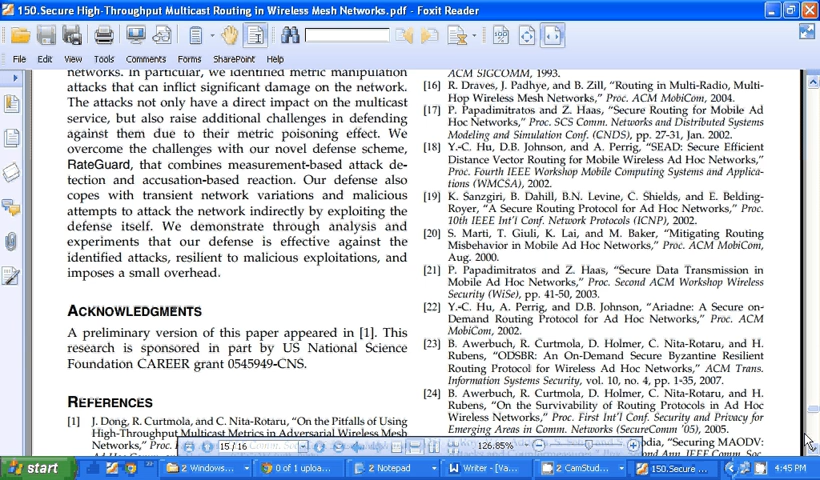 150.Secure High-Throughput Multicast Routing in Wireless Mesh Networks.pdf - Foxit Reader
File Edit View Tools Comments Forms SharePoint Help
networks. In particular, we identified metric manipulation
attacks that can inflict significant damage on the network.
The attacks not only have a direct impact on the multicast
service, but also raise additional challenges in defending
against them due to their metric poisoning effect. We
overcome the challenges with our novel defense scheme,
RateGuard, that combines measurement-based attack de-
tection and accusation-based reaction. Our defense also
copes with transient network variations and malicious
attempts to attack the network indirectly by exploiting the
defense itself. We demonstrate through analysis and
experiments that our defense is effective against the
identified attacks, resilient to malicious exploitations, and
imposes a small overhead.
ACKNOWLEDGMENTS
A preliminary version of this paper appeared in [1]. This
research is sponsored in part by US National Science
Foundation CAREER grant 0545949-CNS.
REFERENCES
[1] J. Dong, R. Curtmola, and C. Nita-Rotaru, "On the Pitfalls of Using
High-Throughput Multicast Metrics in Adversarial Wireless Mesh
Networks," Proc.
ACM SIGCOMM, 1993.
[16] R. Draves, J. Padhye, and B. Zill, "Routing in Multi-Radio, Multi-
Hop Wireless Mesh Networks," Proc. ACM MobiCom, 2004.
[17] P. Papadimitratos and Z. Haas, "Secure Routing for Mobile Ad
Hoc Networks," Proc. SCS Comm. Networks and Distributed Systems
Modeling and Simulation Conf. (CNDS), pp. 27-31, Jan. 2002.
[18] Y.-C. Hu, D.B. Johnson, and A. Perrig, "SEAD: Secure Efficient
Distance Vector Routing for Mobile Wireless Ad Hoc Networks,"
Proc. Fourth IEEE Workshop Mobile Computing Systems and Applica-
tions (WMCSA), 2002.
[19] K. Sanzgiri, B. Dahill, B.N. Levine, C. Shields, and E. Belding-
Royer, "A Secure Routing Protocol for Ad Hoc Networks," Proc.
10th IEEE Int'l Conf. Network Protocols (ICNP), 2002.
[20] S. Marti, T. Giuli, K. Lai, and M. Baker, "Mitigating Routing
Misbehavior in Mobile Ad Hoc Networks," Proc. ACM MobiCom,
Aug. 2000.
[21] P. Papadimitratos and Z. Haas, "Secure Data Transmission in
Mobile Ad Hoc Networks," Proc. Second ACM Workshop Wireless
Security (WiSe), pp. 41-50, 2003.
[22] Y.-C. Hu, A. Perrig, and D.B. Johnson, "Ariadne: A Secure on-
Demand Routing Protocol for Ad Hoc Networks," Proc. ACM
MobiCom, 2002.
[23] B. Awerbuch, R. Curtmola, D. Holmer, C. Nita-Rotaru, and H.
Rubens, "ODSBR: An On-Demand Secure Byzantine Resilient
Routing Protocol for Wireless Ad Hoc Networks," ACM Trans.
Information Systems Security, vol. 10, no. 4, pp. 1-35, 2007.
[24] B. Awerbuch, R. Curtmola, D. Holmer, C. Nita-Rotaru, and H.
Rubens, "On the Survivability of Routing Protocols in Ad Hoc
Wireless Networks," Proc. First Int'l Conf. Security and Privacy for
Emerging Areas in Comm. Networks (SecureComm '05), 2005.
"Securing MAODV:
15 / 16
126.85%
start
2 Windows...
0 of 1 uploa...
2 Notepad
Writer - [Va...
2 CamStud...
150.Secure ...
4:45 PM